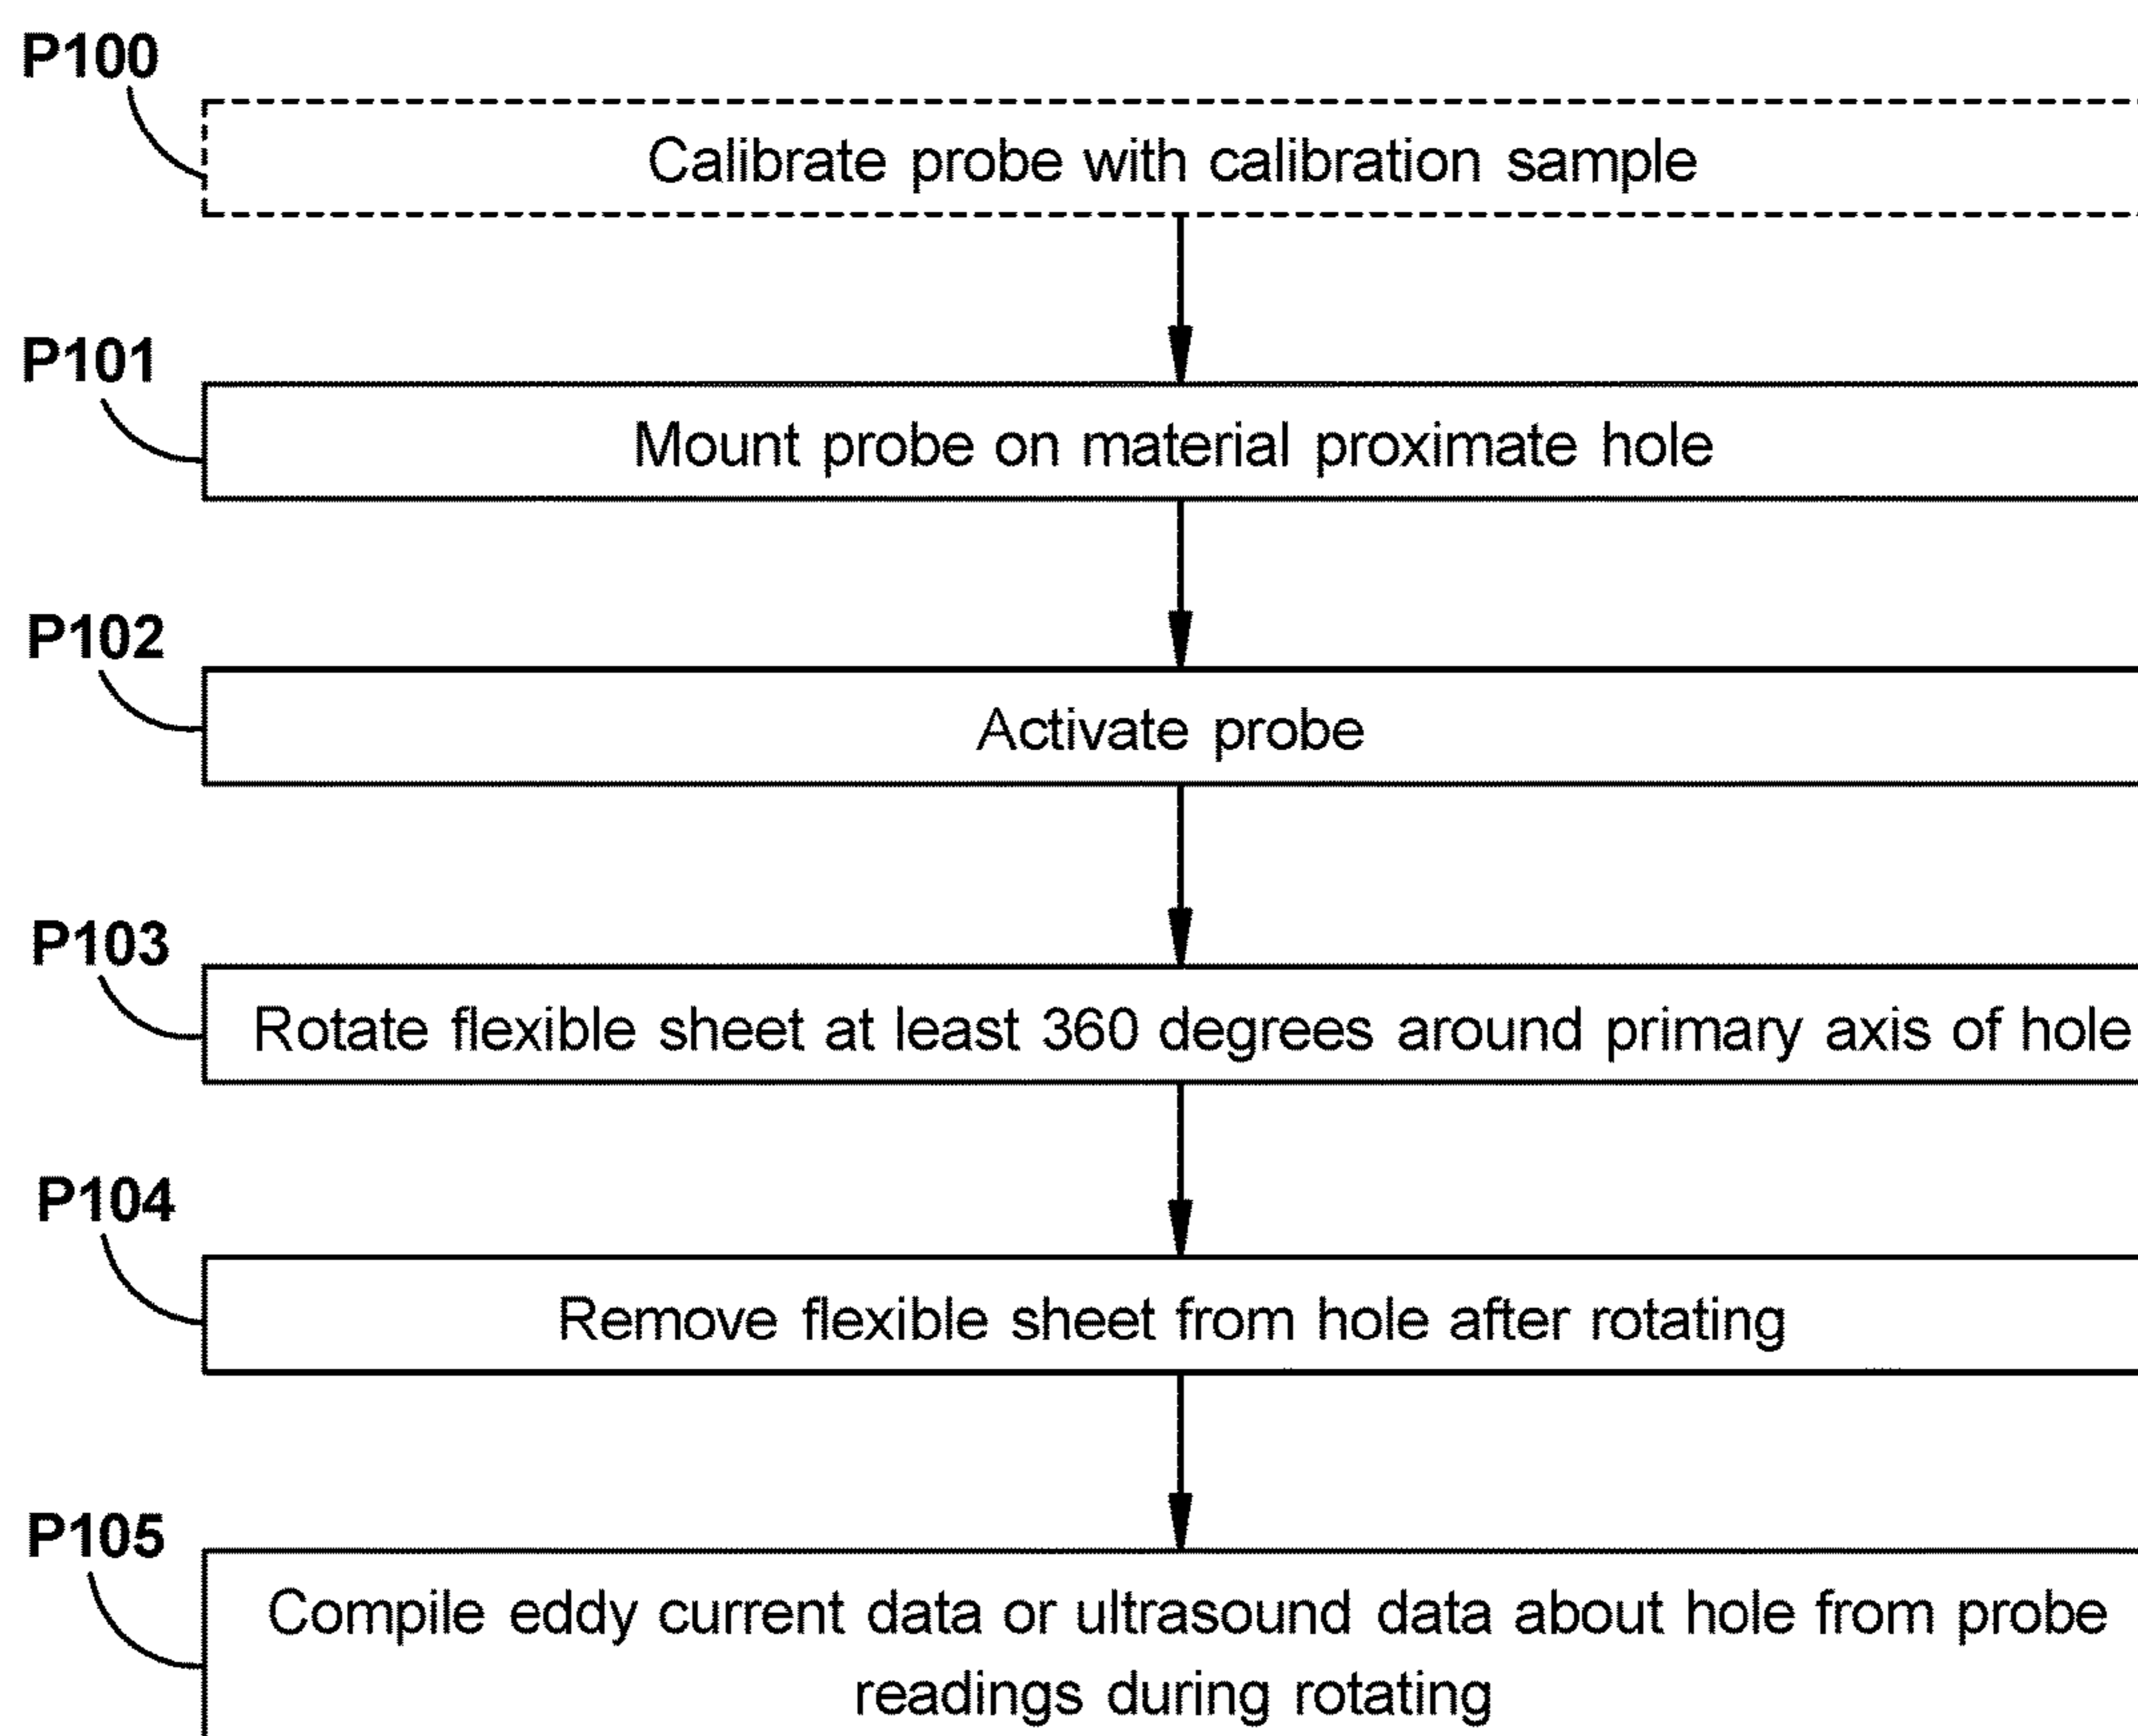 P100
Calibrate probe with calibration sample
P101
Mount probe on material proximate hole
P102
Activate probe
P103
Rotate flexible sheet at least 360 degrees around primary axis of hole
P104
Remove flexible sheet from hole after rotating
P105
Compile eddy current data or ultrasound data about hole from probe
readings during rotating